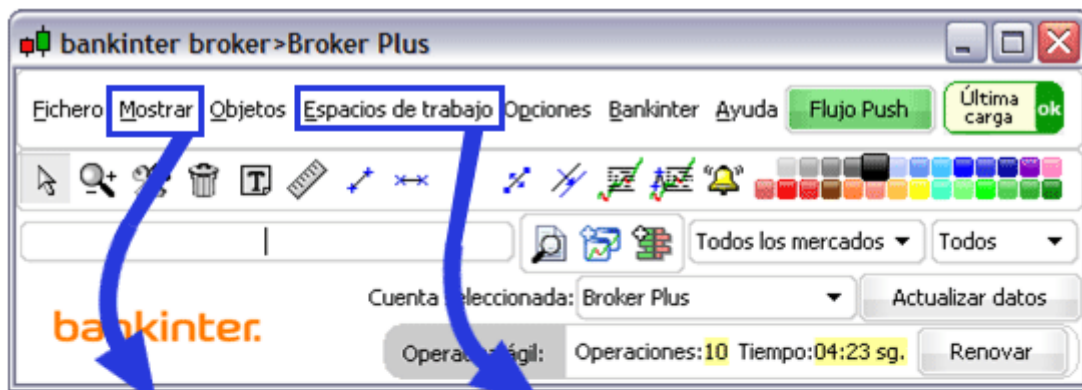 bankinter broker>Broker Plus
Fichero Mostrar Objetos Espacios de trabajo Opciones Bankinter Ayuda Flujo Push Última carga ok
T
Todos los mercados Todos
Cuenta seleccionada: Broker Plus Actualizar datos
bankinter.
Operaciones:10 Tiempo:04:23 sg. Renovar